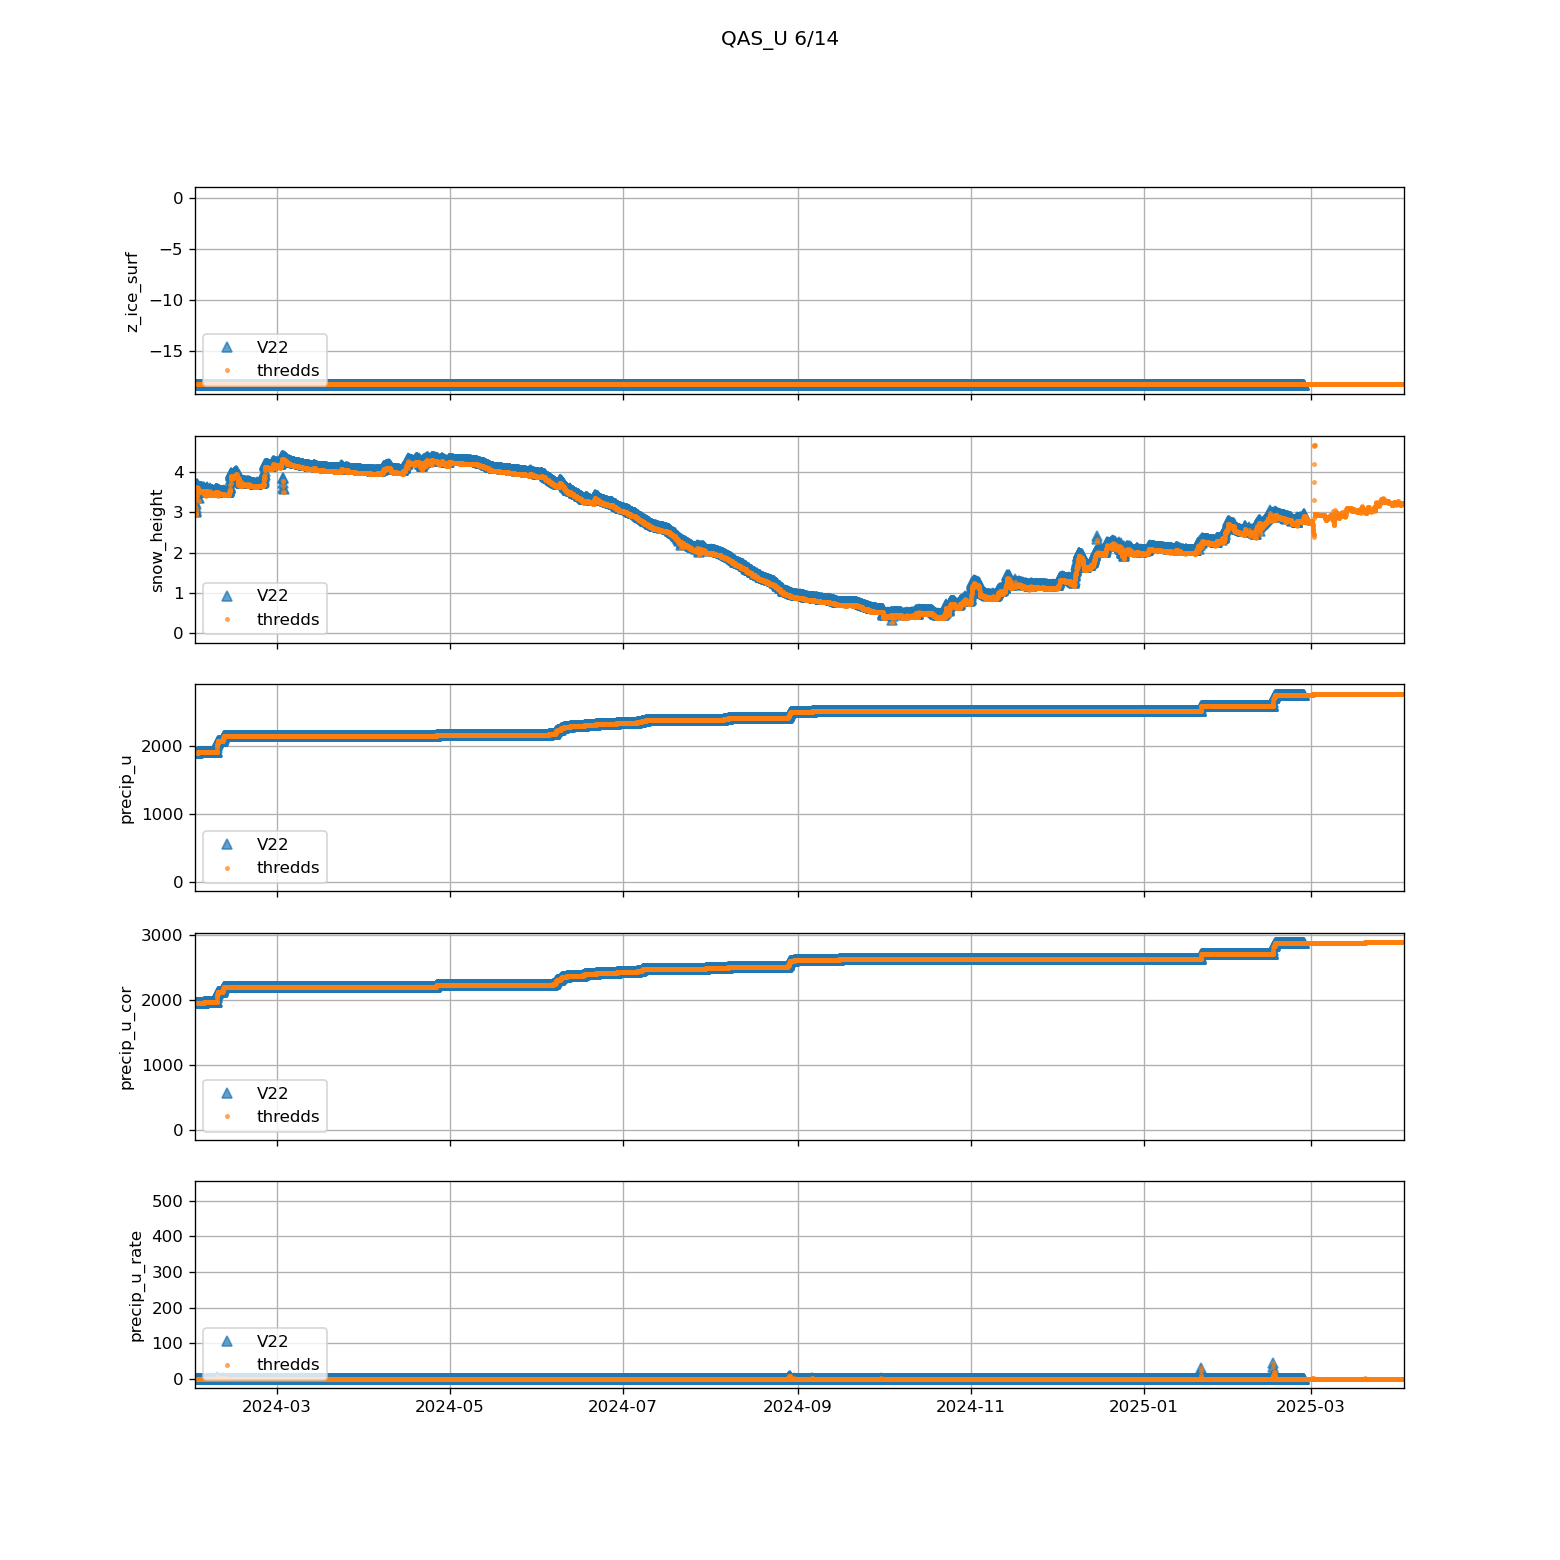 QAS_U 6/14
0
−5
−10
−15
z_ice_surf
V22
thredds
4
3
2
1
0
snow_height
V22
thredds
2000
1000
0
precip_u
V22
thredds
3000
2000
1000
0
precip_u_cor
V22
thredds
500
400
300
200
100
0
precip_u_rate
V22
thredds
2024-03 2024-05 2024-07 2024-09 2024-11 2025-01 2025-03